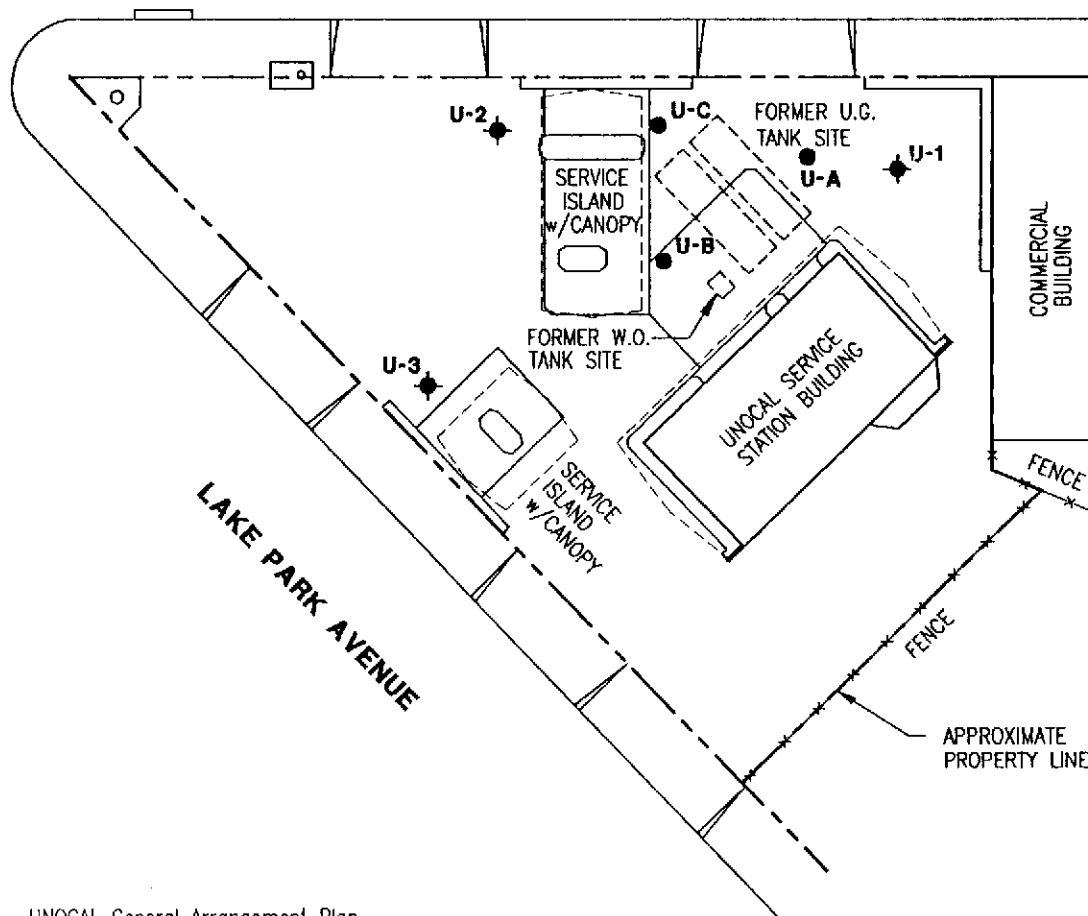 U-2
U-C
FORMER U.G.
TANK SITE
U-1
U-A
SERVICE
ISLAND
w/CANOPY
U-B
COMMERCIAL
BUILDING
FORMER W.O.
TANK SITE
U-3
UNOCAL SERVICE
STATION BUILDING
FENCE
SERVICE
ISLAND
w/CANOPY
LAKE PARK AVENUE
FENCE
APPROXIMATE
PROPERTY LINE
UNOCAL General Arrangement Plan